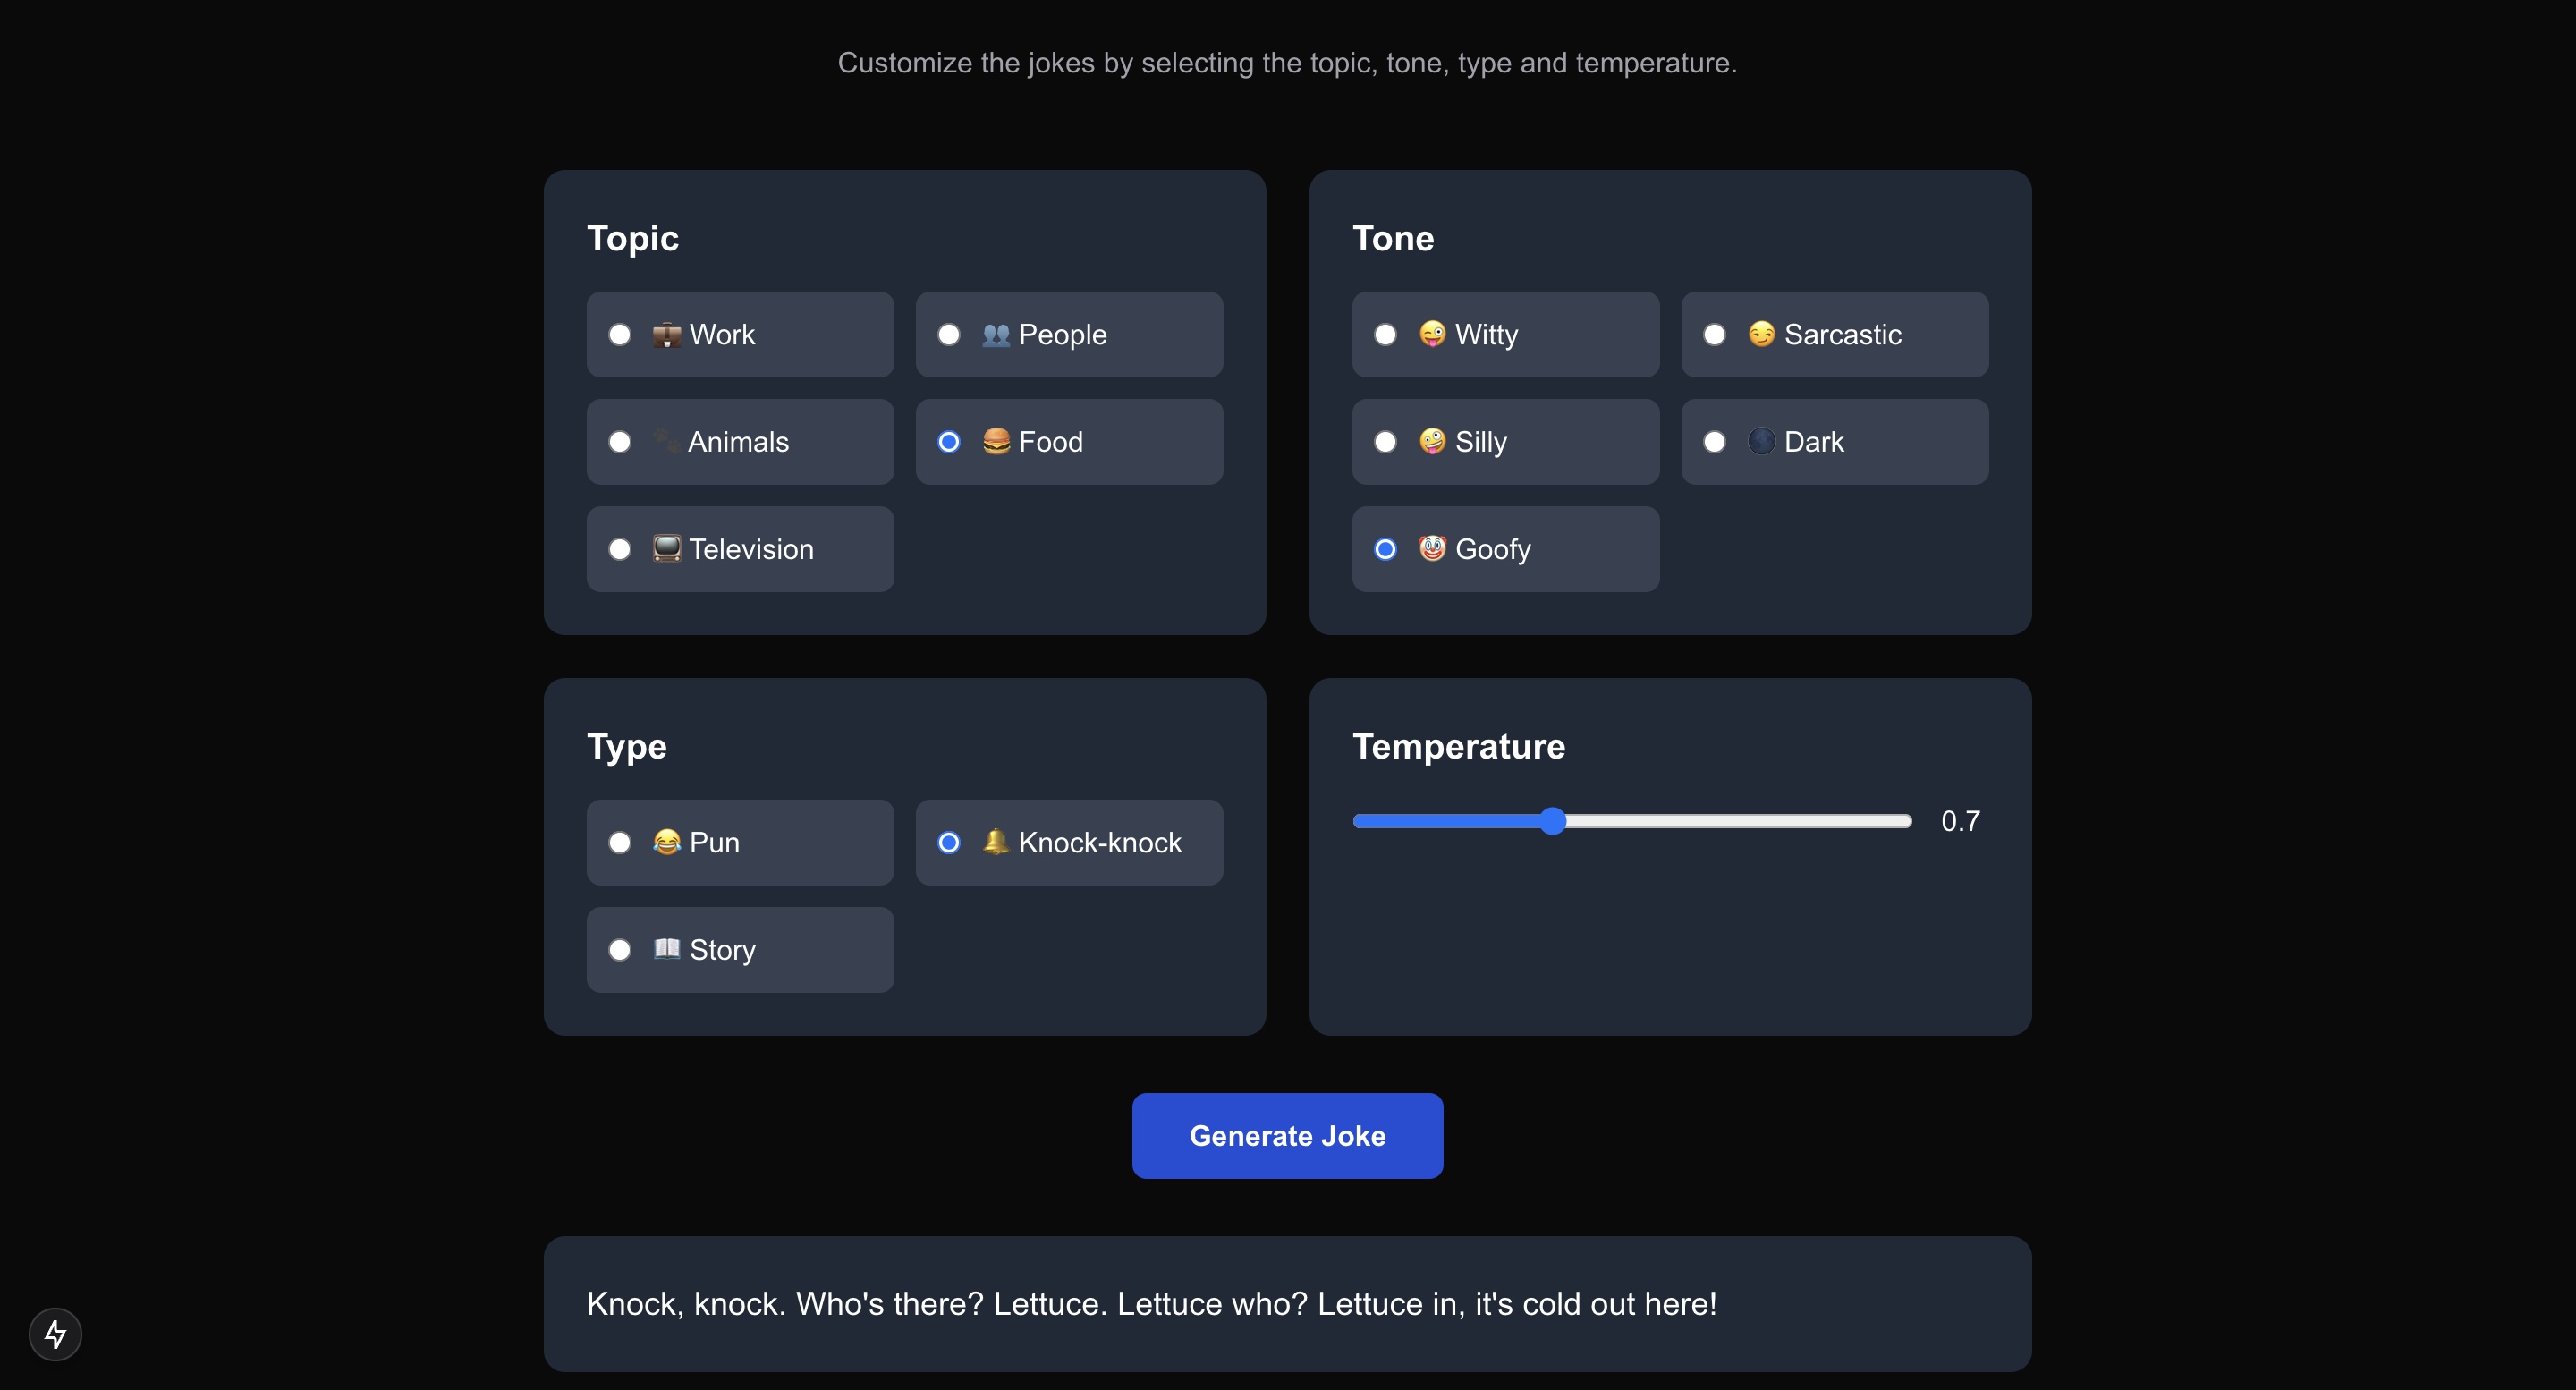 Customize the jokes by selecting the topic, tone, type and temperature.
Topic
Work
People
Animals
Food
Television
Tone
Witty
Sarcastic
Silly
Dark
Goofy
Type
Pun
Knock-knock
Story
Temperature
0.7
Generate Joke
Knock, knock. Who's there? Lettuce. Lettuce who? Lettuce in, it's cold out here!